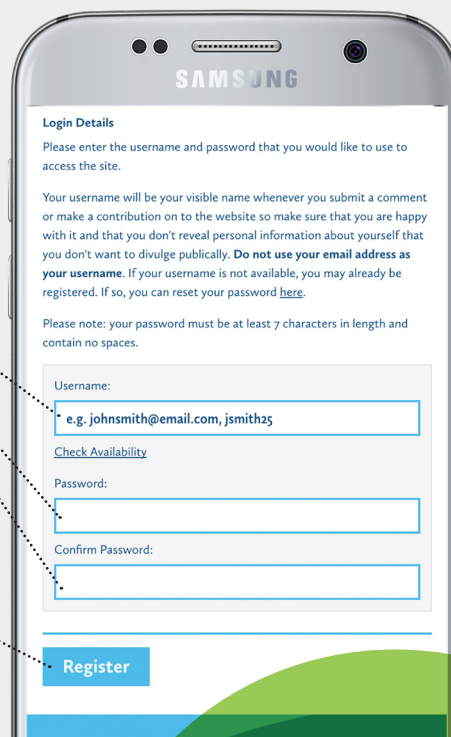 SAMSUNG
Login Details
Please enter the username and password that you would like to use to
access the site.
Your username will be your visible name whenever you submit a comment
or make a contribution on to the website so make sure that you are happy
with it and that you don't reveal personal information about yourself that
you don't want to divulge publically. Do not use your email address as
your username. If your username is not available, you may already be
registered. If so, you can reset your password here.
Please note: your password must be at least 7 characters in length and
contain no spaces.
Username:
e.g. johnsmith@email.com, jsmith25
Check Availability
Password:
Confirm Password:
Register